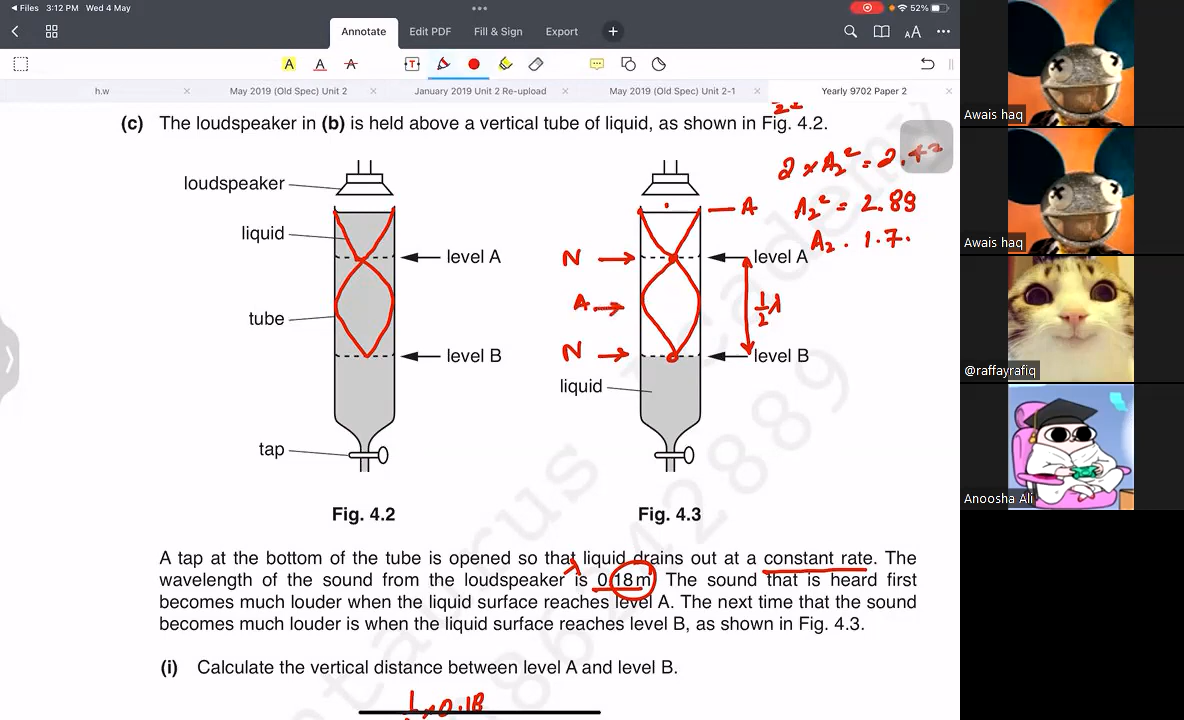 Files 3:12 PM Wed 4 May
52%
Annotate Edit PDF Fill & Sign Export +
AA
A A A T
h.w × May 2019 (Old Spec) Unit 2 × January 2019 Unit 2 Re-upload × May 2019 (Old Spec) Unit 2-1 × Yearly 9702 Paper 2 ×
(c) The loudspeaker in (b) is held above a vertical tube of liquid, as shown in Fig. 4.2.
2 × A₂² = 2.4²
A₂² = 2.89
A₂ · 1.7.
loudspeaker
liquid
level A
tube
level B
tap
Fig. 4.2
A
N
level A
A
½λ
N
level B
liquid
Fig. 4.3
A tap at the bottom of the tube is opened so that liquid drains out at a constant rate. The
λ
wavelength of the sound from the loudspeaker is 0.18m. The sound that is heard first
becomes much louder when the liquid surface reaches level A. The next time that the sound
becomes much louder is when the liquid surface reaches level B, as shown in Fig. 4.3.
(i) Calculate the vertical distance between level A and level B.
× 0.18
Awais haq
Awais haq
@raffayrafiq
Anoosha Ali